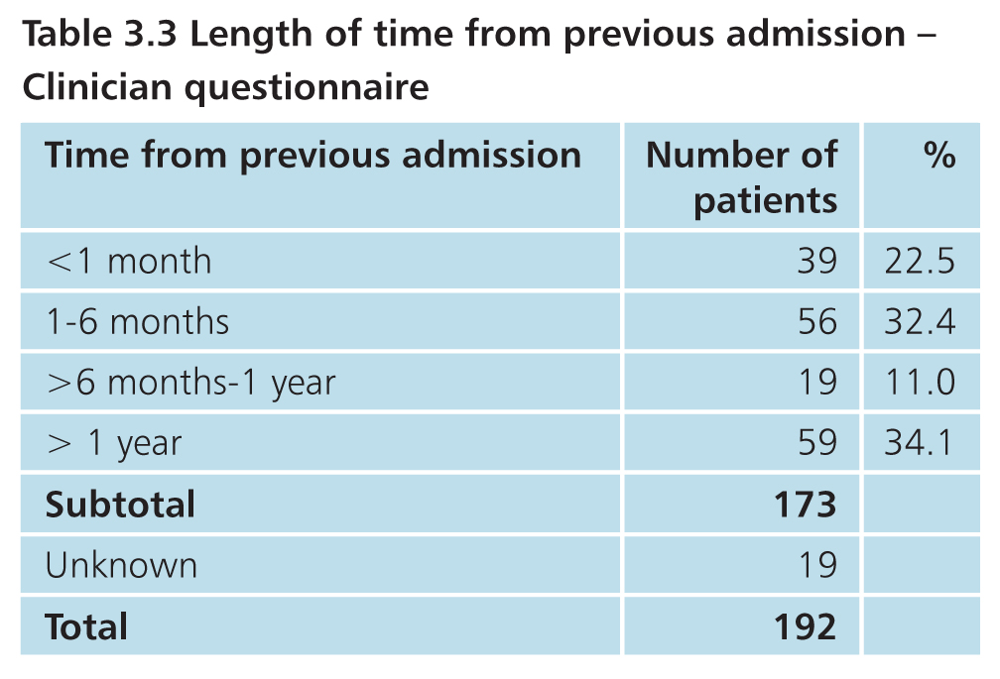 Table 3.3 Length of time from previous admission –
Clinician questionnaire
Time from previous admission Number of patients %
<1 month 39 22.5
1-6 months 56 32.4
>6 months-1 year 19 11.0
> 1 year 59 34.1
Subtotal 173
Unknown 19
Total 192